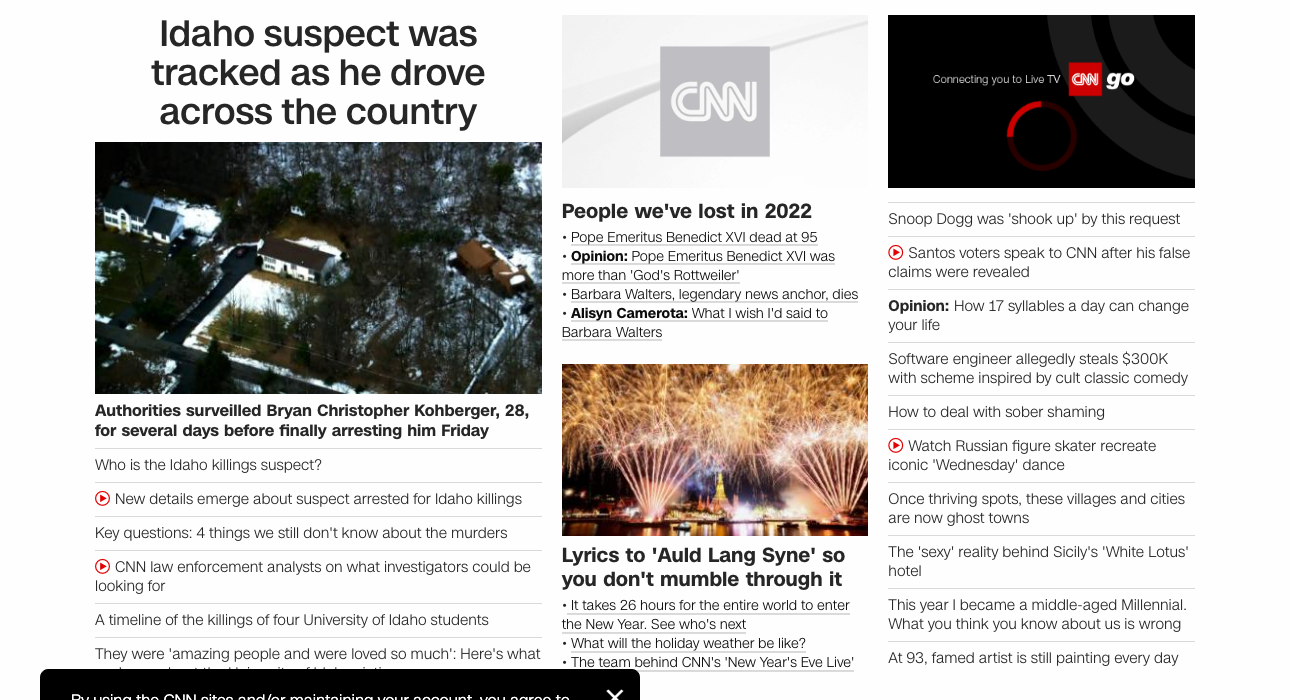 Idaho suspect was
tracked as he drove
across the country
Authorities surveilled Bryan Christopher Kohberger, 28,
for several days before finally arresting him Friday
Who is the Idaho killings suspect?
New details emerge about suspect arrested for Idaho killings
Key questions: 4 things we still don't know about the murders
CNN law enforcement analysts on what investigators could be
looking for
A timeline of the killings of four University of Idaho students
They were 'amazing people and were loved so much': Here's what
By using the CNN sites and/or maintaining your account, you agree to
CNN
People we've lost in 2022
• Pope Emeritus Benedict XVI dead at 95
• Opinion: Pope Emeritus Benedict XVI was
more than 'God's Rottweiler'
• Barbara Walters, legendary news anchor, dies
• Alisyn Camerota: What I wish I'd said to
Barbara Walters
Lyrics to 'Auld Lang Syne' so
you don't mumble through it
• It takes 26 hours for the entire world to enter
the New Year. See who's next
• What will the holiday weather be like?
• The team behind CNN's 'New Year's Eve Live'
Connecting you to Live TV CNN go
Snoop Dogg was 'shook up' by this request
Santos voters speak to CNN after his false
claims were revealed
Opinion: How 17 syllables a day can change
your life
Software engineer allegedly steals $300K
with scheme inspired by cult classic comedy
How to deal with sober shaming
Watch Russian figure skater recreate
iconic 'Wednesday' dance
Once thriving spots, these villages and cities
are now ghost towns
The 'sexy' reality behind Sicily's 'White Lotus'
hotel
This year I became a middle-aged Millennial.
What you think you know about us is wrong
At 93, famed artist is still painting every day